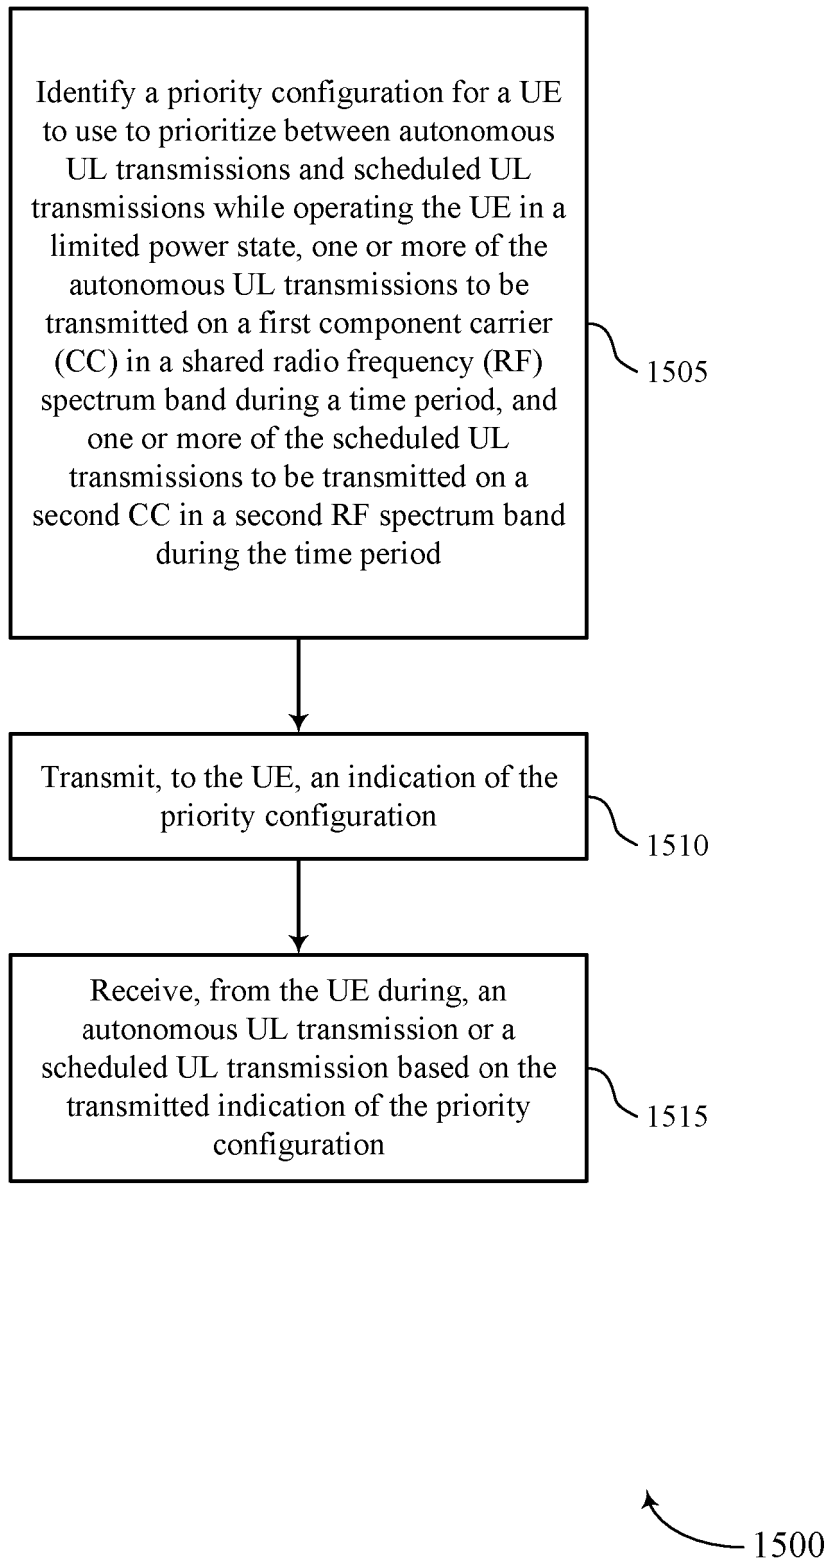 Identify a priority configuration for a UE
to use to prioritize between autonomous
UL transmissions and scheduled UL
transmissions while operating the UE in a
limited power state, one or more of the
autonomous UL transmissions to be
transmitted on a first component carrier
(CC) in a shared radio frequency (RF)
spectrum band during a time period, and
one or more of the scheduled UL
transmissions to be transmitted on a
second CC in a second RF spectrum band
during the time period
1505
Transmit, to the UE, an indication of the
priority configuration
1510
Receive, from the UE during, an
autonomous UL transmission or a
scheduled UL transmission based on the
transmitted indication of the priority
configuration
1515
1500